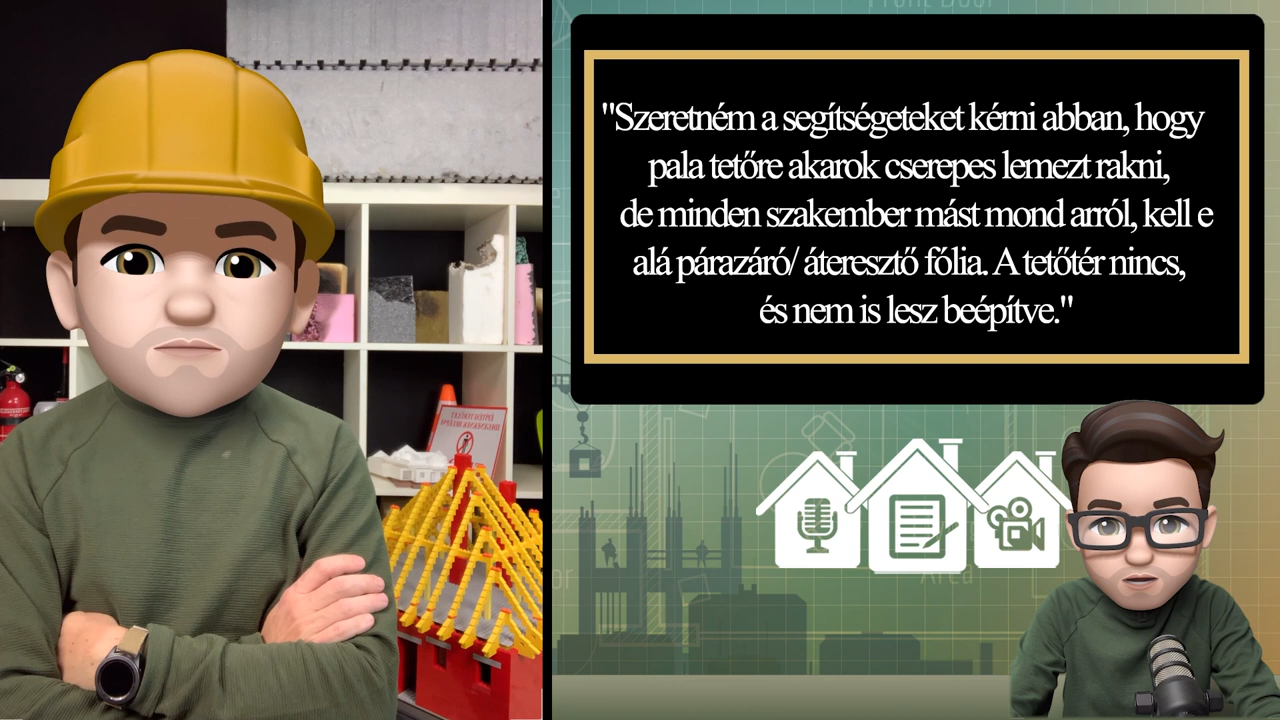 "Szeretném a segítségeteket kérni abban, hogy
pala tetőre akarok cserepes lemezt rakni,
de minden szakember mást mond arról, kell e
alá párazáró/ áteresztő fólia. A tetőtér nincs,
és nem is lesz beépítve."
Area